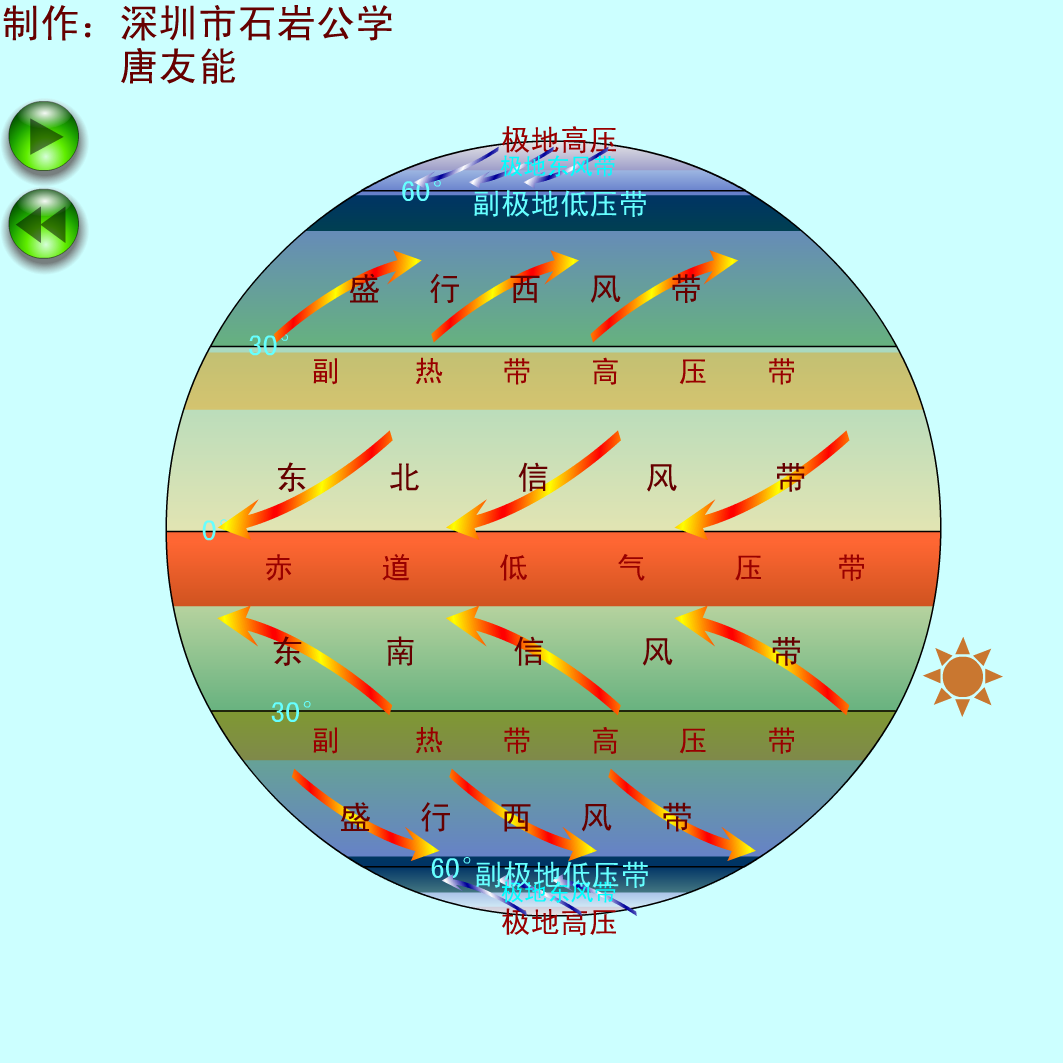 制作：深圳市石岩公学
唐友能
极地高压
极地东风带
60°
副极地低压带
盛行西风带
30°
副热带高压带
东北信风带
0°
赤道低气压带
东南信风带
30°
副热带高压带
盛行西风带
60°
副极地低压带
极地东风带
极地高压